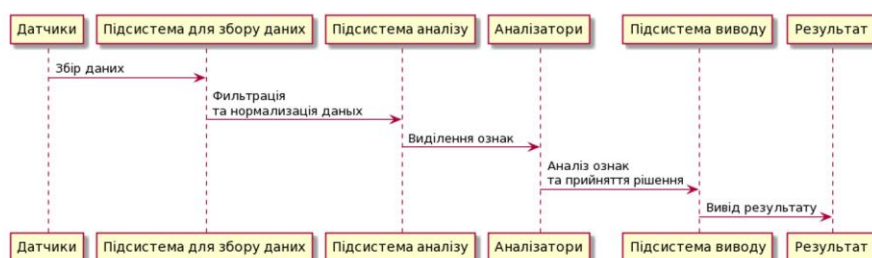 Датчики
Підсистема для збору даних
Підсистема аналізу
Аналізатори
Підсистема виводу
Результат
Збір даних
Фильтрація
та нормализація даных
Виділення ознак
Аналіз ознак
та прийняття рішення
Вивід результату
Датчики
Підсистема для збору даних
Підсистема аналізу
Аналізатори
Підсистема виводу
Результат